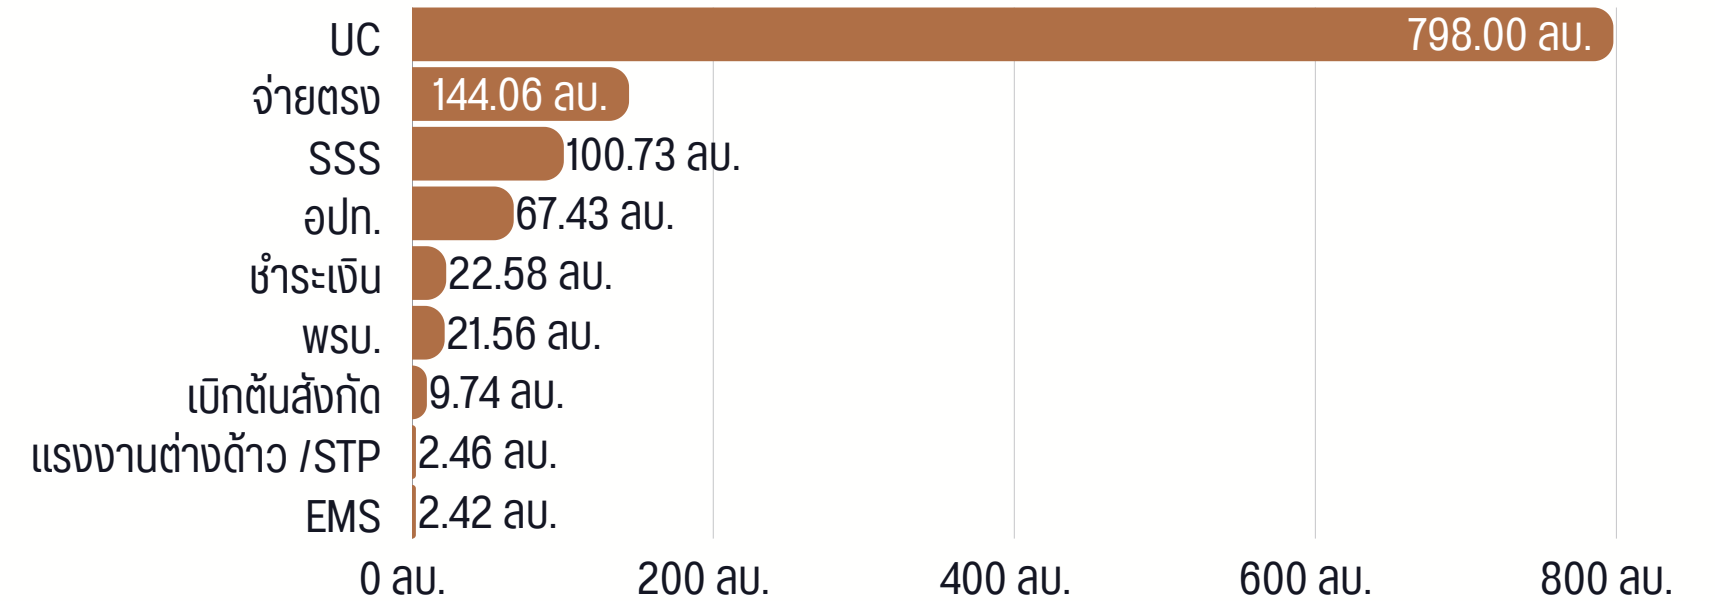 UC 798.00 ลบ.
จ่ายตรง 144.06 ลบ.
SSS 100.73 ลบ.
อปท. 67.43 ลบ.
ชำระเงิน 22.58 ลบ.
พรบ. 21.56 ลบ.
เบิกต้นสังกัด 9.74 ลบ.
แรงงานต่างด้าว /STP 2.46 ลบ.
EMS 2.42 ลบ.
0 ลบ. 200 ลบ. 400 ลบ. 600 ลบ. 800 ลบ.